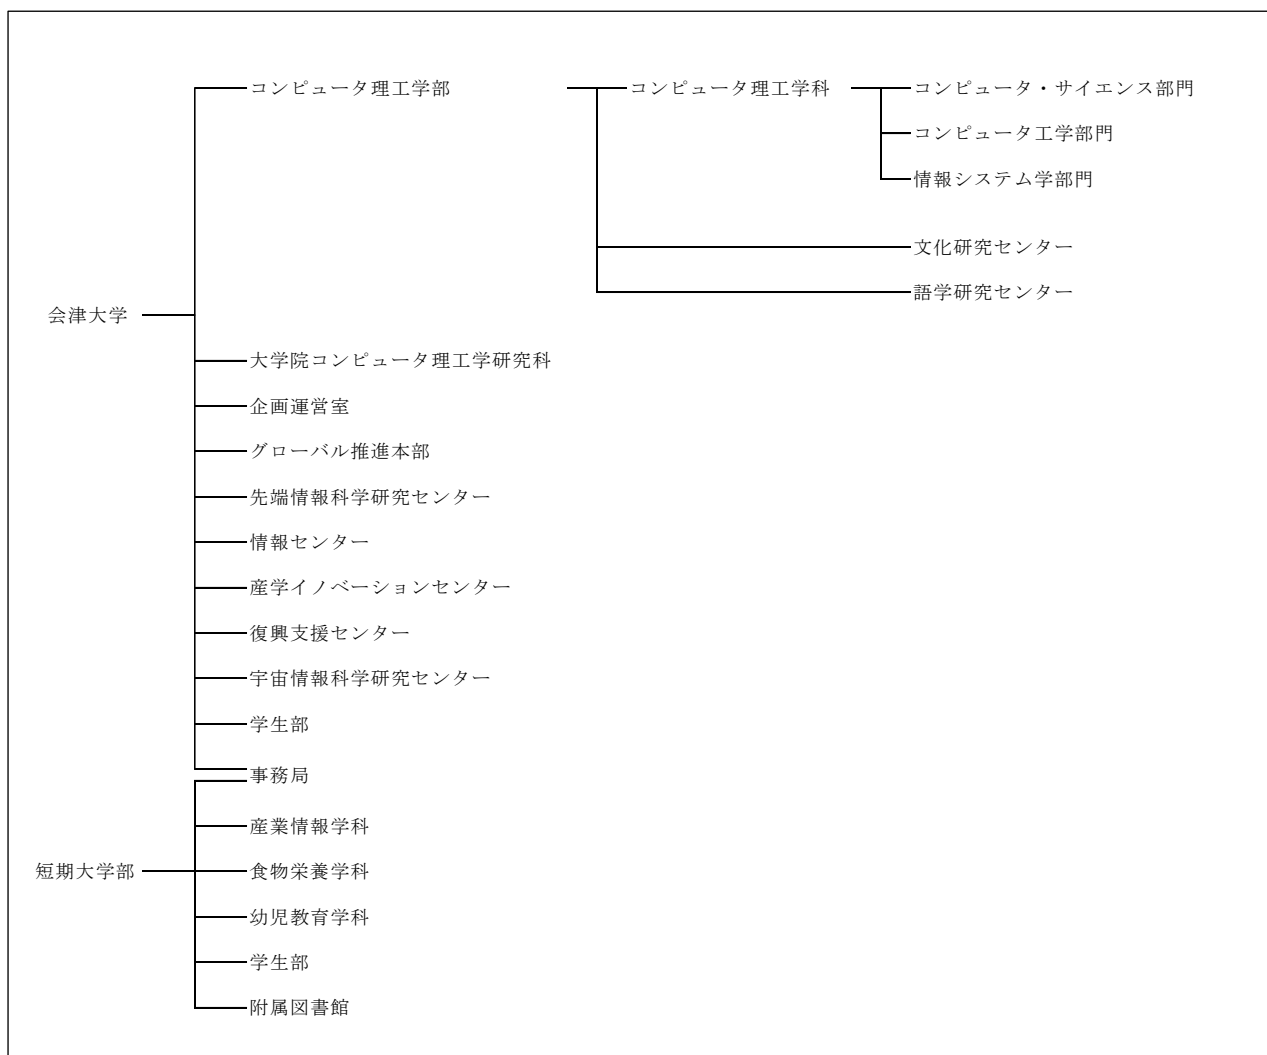 コンピュータ理工学部 コンピュータ理工学科 コンピュータ・サイエンス部門
コンピュータ工学部門
情報システム学部門
文化研究センター
語学研究センター
会津大学
大学院コンピュータ理工学研究科
企画運営室
グローバル推進本部
先端情報科学研究センター
情報センター
産学イノベーションセンター
復興支援センター
宇宙情報科学研究センター
学生部
事務局
産業情報学科
短期大学部 食物栄養学科
幼児教育学科
学生部
附属図書館